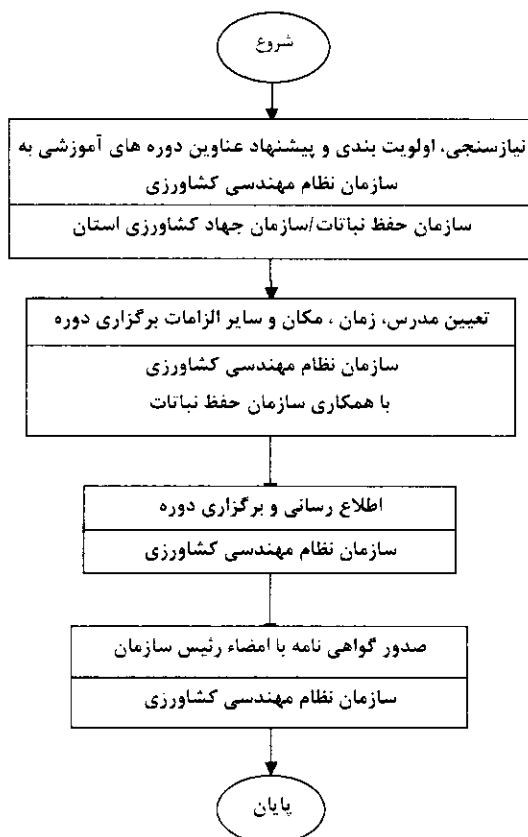 شروع
نیازسنجی، اولویت بندی و پیشنهاد عناوین دوره های آموزشی به
سازمان نظام مهندسی کشاورزی
سازمان حفظ نباتات/سازمان جهاد کشاورزی استان
تعیین مدرس، زمان ، مکان و سایر الزامات برگزاری دوره
سازمان نظام مهندسی کشاورزی
با همکاری سازمان حفظ نباتات
اطلاع رسانی و برگزاری دوره
سازمان نظام مهندسی کشاورزی
صدور گواهی نامه با امضاء رئیس سازمان
سازمان نظام مهندسی کشاورزی
پایان